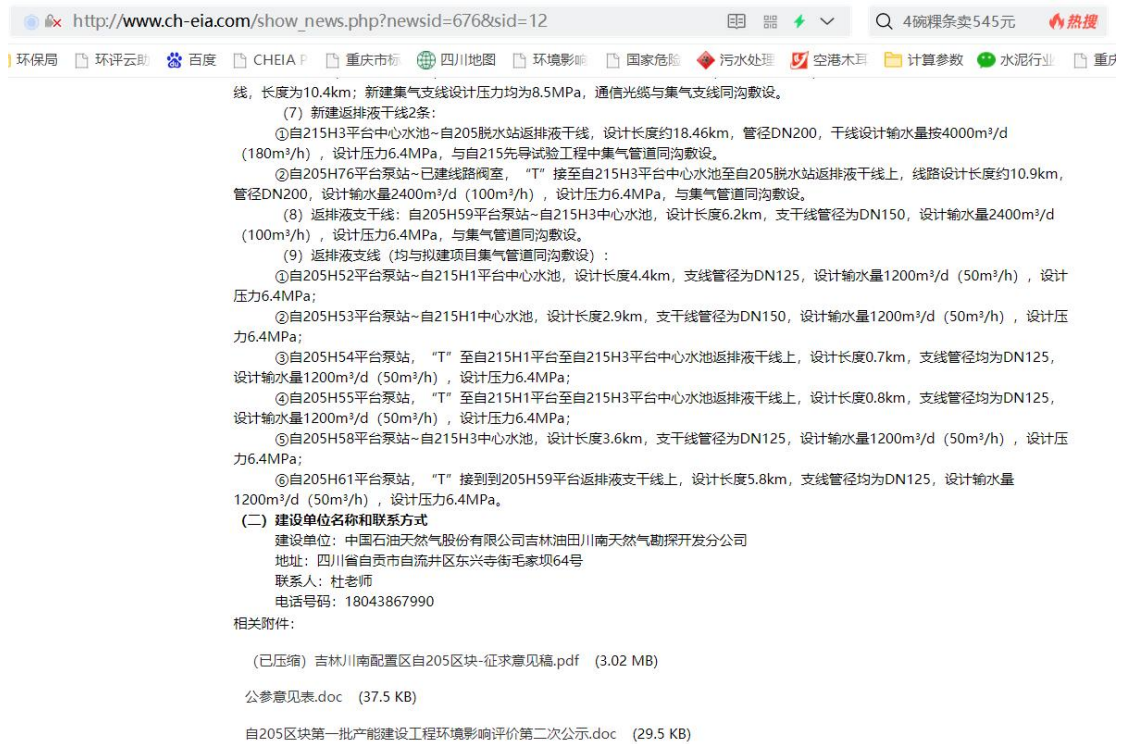 http://www.ch-eia.com/show_news.php?newsid=676&sid=12
4碗粿条卖545元 热搜
环保局 环评云助 百度 CHEIA P 重庆市标 四川地图 环境影响 国家危险 污水处理 空港木耳 计算参数 水泥行业 重庆
线，长度为10.4km；新建集气支线设计压力均为8.5MPa，通信光缆与集气支线同沟敷设。
（7）新建返排液干线2条：
①自215H3平台中心水池~自205脱水站返排液干线，设计长度约18.46km，管径DN200，干线设计输水量按4000m³/d
（180m³/h），设计压力6.4MPa，与自215先导试验工程中集气管道同沟敷设。
②自205H76平台泵站~已建线路阀室，“T”接至自215H3平台中心水池至自205脱水站返排液干线上，线路设计长度约10.9km，
管径DN200，设计输水量2400m³/d（100m³/h），设计压力6.4MPa，与集气管道同沟敷设。
（8）返排液支干线：自205H59平台泵站~自215H3中心水池，设计长度6.2km，支干线管径为DN150，设计输水量2400m³/d
（100m³/h），设计压力6.4MPa，与集气管道同沟敷设。
（9）返排液支线（均与拟建项目集气管道同沟敷设）：
①自205H52平台泵站~自215H1平台中心水池，设计长度4.4km，支线管径为DN125，设计输水量1200m³/d（50m³/h），设计
压力6.4MPa；
②自205H53平台泵站~自215H1中心水池，设计长度2.9km，支干线管径为DN150，设计输水量1200m³/d（50m³/h），设计压
力6.4MPa；
③自205H54平台泵站，“T”至自215H1平台至自215H3平台中心水池返排液干线上，设计长度0.7km，支线管径均为DN125，
设计输水量1200m³/d（50m³/h），设计压力6.4MPa；
④自205H55平台泵站，“T”至自215H1平台至自215H3平台中心水池返排液干线上，设计长度0.8km，支线管径均为DN125，
设计输水量1200m³/d（50m³/h），设计压力6.4MPa；
⑤自205H58平台泵站~自215H3中心水池，设计长度3.6km，支干线管径为DN125，设计输水量1200m³/d（50m³/h），设计压
力6.4MPa；
⑥自205H61平台泵站，“T”接到到205H59平台返排液支干线上，设计长度5.8km，支线管径均为DN125，设计输水量
1200m³/d（50m³/h），设计压力6.4MPa。
（二）建设单位名称和联系方式
建设单位：中国石油天然气股份有限公司吉林油田川南天然气勘探开发分公司
地址：四川省自贡市自流井区东兴寺街毛家坝64号
联系人：杜老师
电话号码：18043867990
相关附件：
（已压缩）吉林川南配置区自205区块-征求意见稿.pdf (3.02 MB)
公参意见表.doc (37.5 KB)
自205区块第一批产能建设工程环境影响评价第二次公示.doc (29.5 KB)